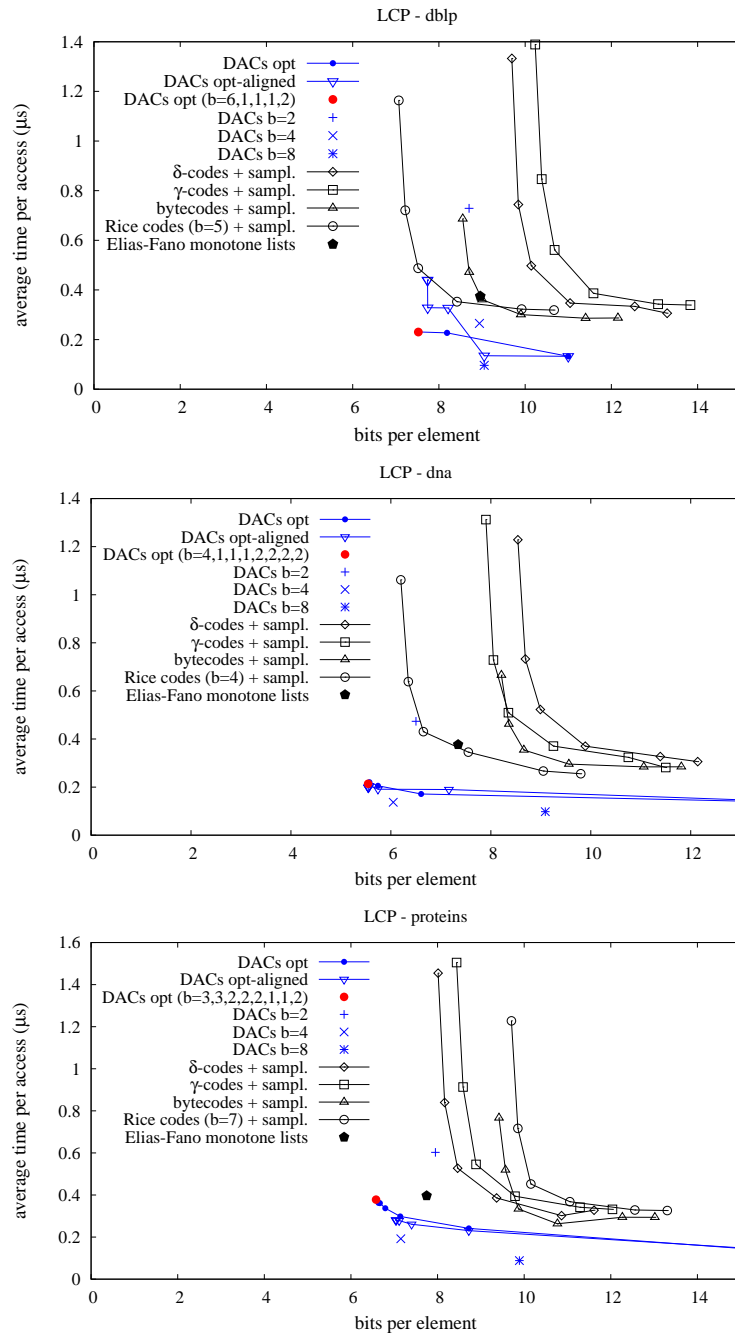 LCP - dblp
1.4
1.2
1
0.8
0.6
0.4
0.2
0
average time per access (µs)
DACs opt
DACs opt-aligned
DACs opt (b=6,1,1,1,2)
DACs b=2
DACs b=4
DACs b=8
δ-codes + sampl.
γ-codes + sampl.
bytecodes + sampl.
Rice codes (b=5) + sampl.
Elias-Fano monotone lists
0 2 4 6 8 10 12 14
bits per element
LCP - dna
1.4
1.2
1
0.8
0.6
0.4
0.2
0
average time per access (µs)
DACs opt
DACs opt-aligned
DACs opt (b=4,1,1,1,2,2,2,2)
DACs b=2
DACs b=4
DACs b=8
δ-codes + sampl.
γ-codes + sampl.
bytecodes + sampl.
Rice codes (b=4) + sampl.
Elias-Fano monotone lists
0 2 4 6 8 10 12
bits per element
LCP - proteins
1.6
1.4
1.2
1
0.8
0.6
0.4
0.2
0
average time per access (µs)
DACs opt
DACs opt-aligned
DACs opt (b=3,3,2,2,2,1,1,2)
DACs b=2
DACs b=4
DACs b=8
δ-codes + sampl.
γ-codes + sampl.
bytecodes + sampl.
Rice codes (b=7) + sampl.
Elias-Fano monotone lists
0 2 4 6 8 10 12 14
bits per element